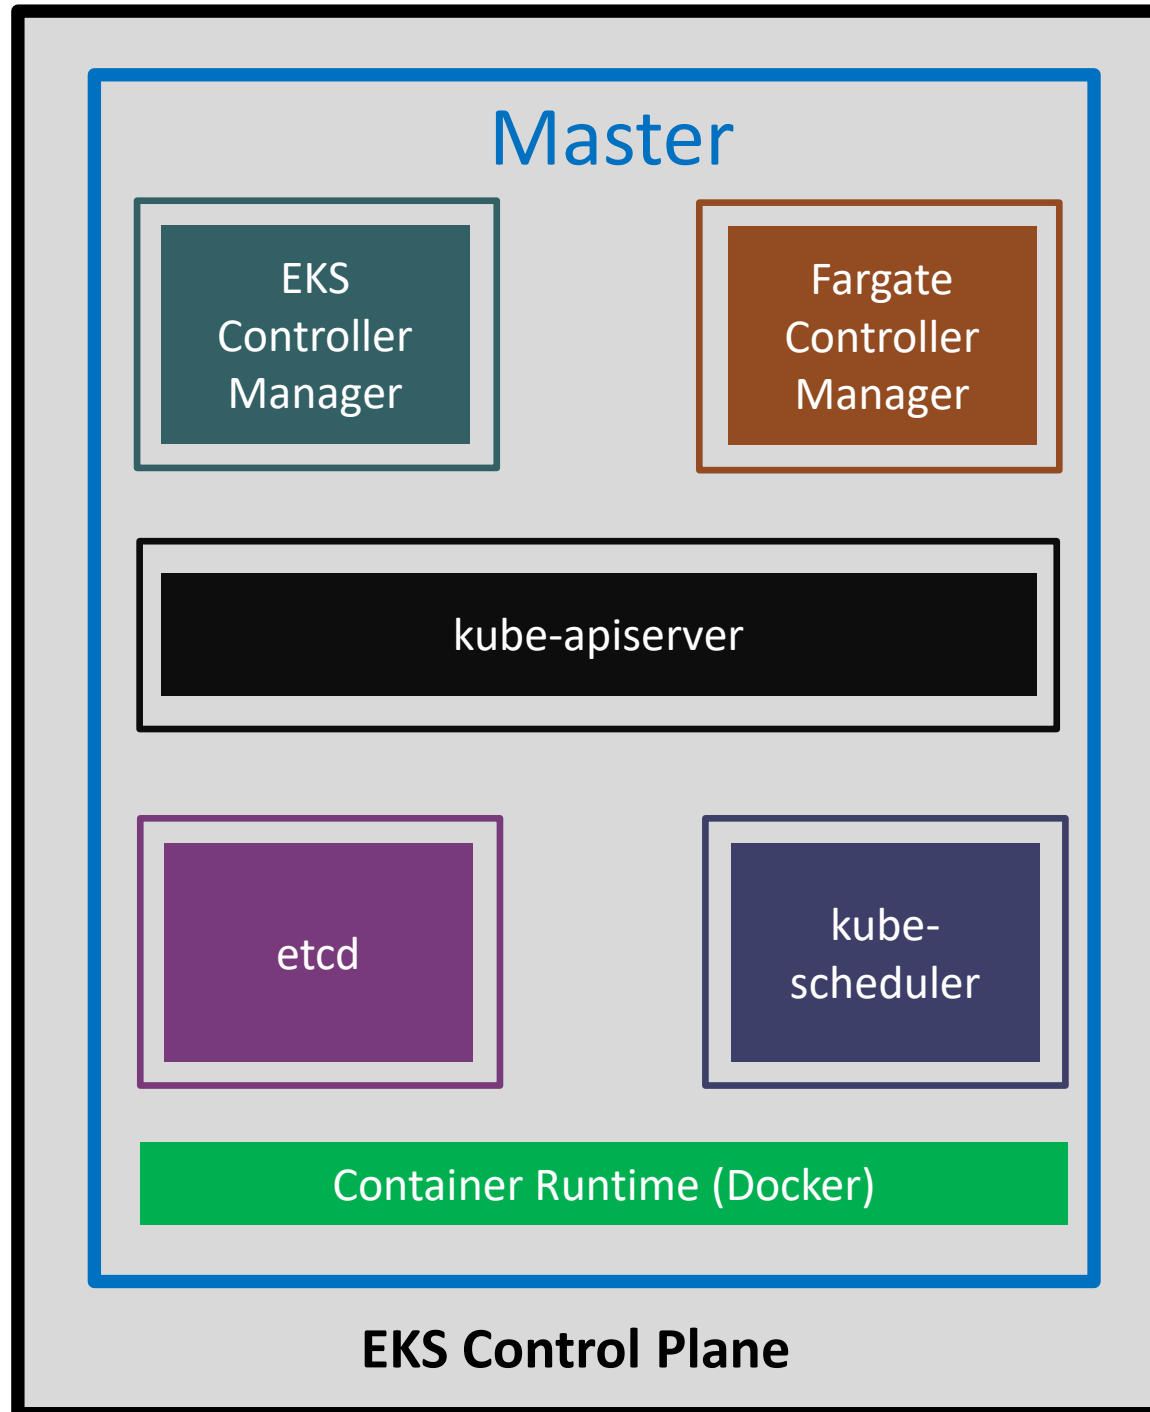 Master
EKS
Controller
Manager
Fargate
Controller
Manager
kube-apiserver
etcd
kube-
scheduler
Container Runtime (Docker)
EKS Control Plane